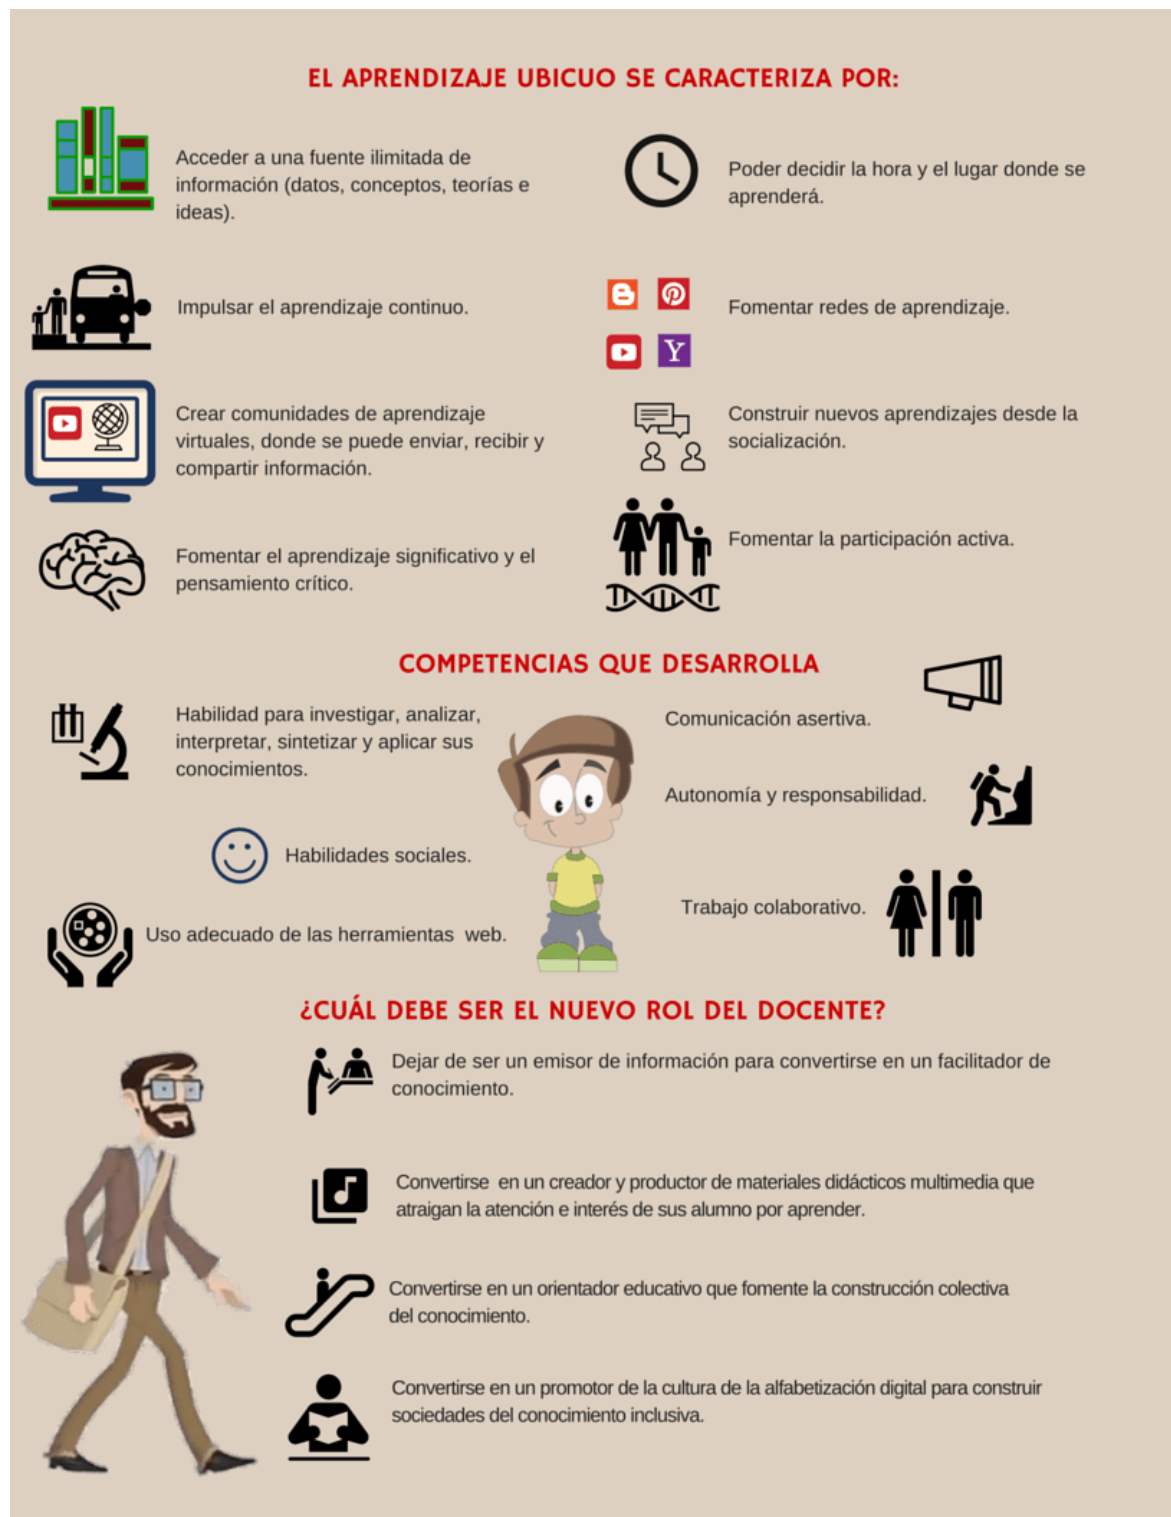 EL APRENDIZAJE UBICUO SE CARACTERIZA POR:
Acceder a una fuente ilimitada de
información (datos, conceptos, teorías e
ideas).
Poder decidir la hora y el lugar donde se
aprenderá.
Impulsar el aprendizaje continuo.
Fomentar redes de aprendizaje.
Crear comunidades de aprendizaje
virtuales, donde se puede enviar, recibir y
compartir información.
Construir nuevos aprendizajes desde la
socialización.
Fomentar el aprendizaje significativo y el
pensamiento crítico.
Fomentar la participación activa.
COMPETENCIAS QUE DESARROLLA
Habilidad para investigar, analizar,
interpretar, sintetizar y aplicar sus
conocimientos.
Comunicación asertiva.
Autonomía y responsabilidad.
Habilidades sociales.
Trabajo colaborativo.
Uso adecuado de las herramientas  web.
¿CUÁL DEBE SER EL NUEVO ROL DEL DOCENTE?
Dejar de ser un emisor de información para convertirse en un facilitador de
conocimiento.
Convertirse  en un creador y productor de materiales didácticos multimedia que
atraigan la atención e interés de sus alumno por aprender.
Convertirse en un orientador educativo que fomente la construcción colectiva
del conocimiento.
Convertirse en un promotor de la cultura de la alfabetización digital para construir
sociedades del conocimiento inclusiva.